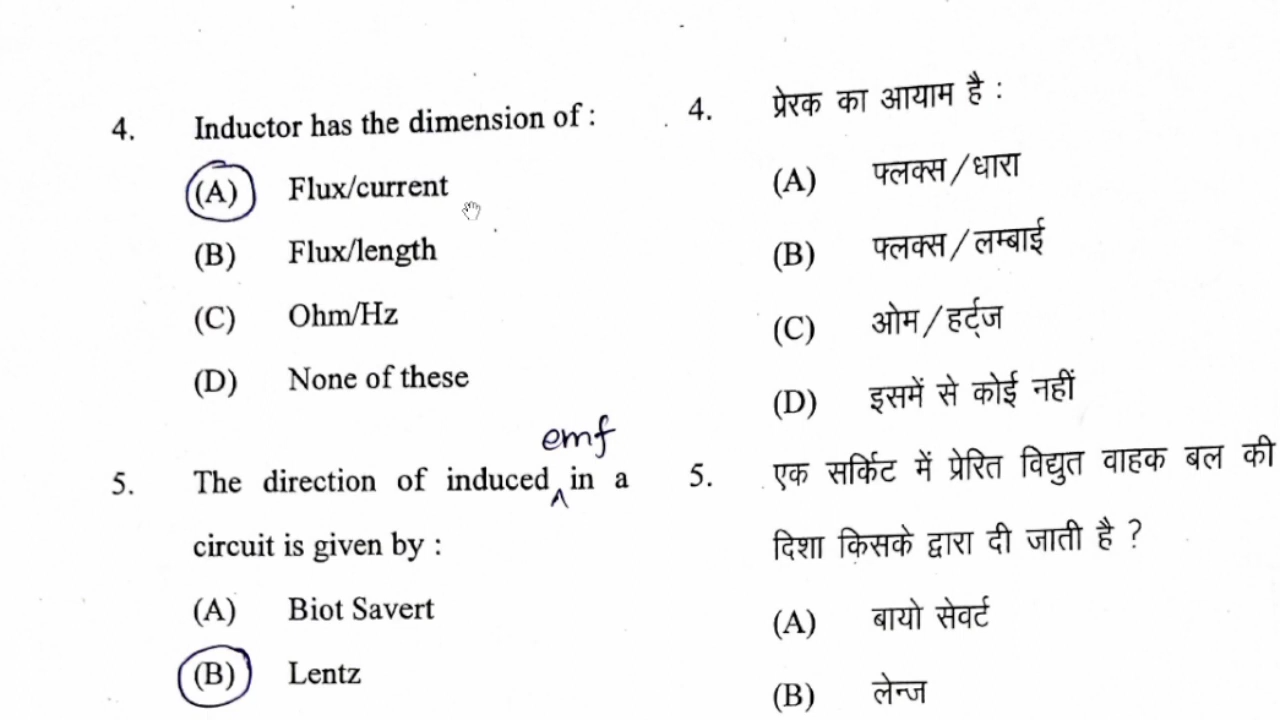 4. Inductor has the dimension of :
(A) Flux/current
(B) Flux/length
(C) Ohm/Hz
(D) None of these
emf
5. The direction of induced ^ in a
circuit is given by :
(A) Biot Savert
(B) Lentz
4. प्रेरक का आयाम है :
(A) फ्लक्स/धारा
(B) फ्लक्स/लम्बाई
(C) ओम/हर्ट्ज
(D) इसमें से कोई नहीं
5. एक सर्किट में प्रेरित विद्युत वाहक बल की
दिशा किसके द्वारा दी जाती है ?
(A) बायो सेवर्ट
(B) लेन्ज